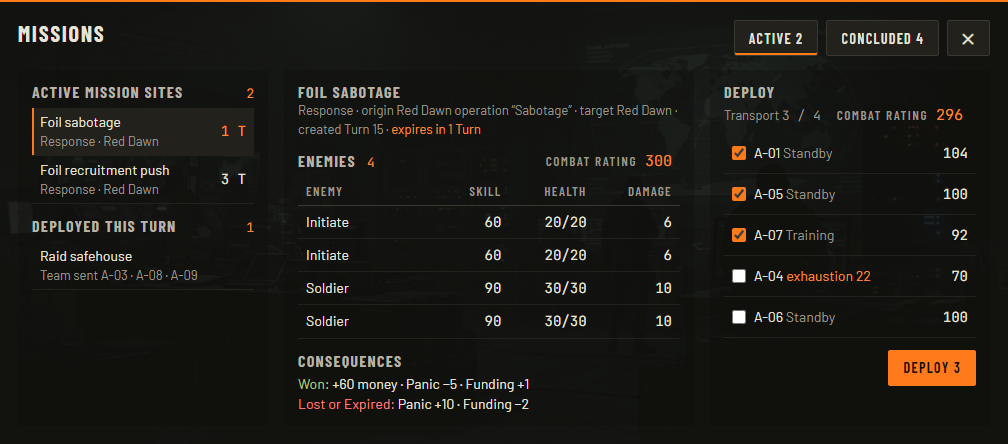 MISSIONS
ACTIVE 2
CONCLUDED 4
✕
ACTIVE MISSION SITES 2
Foil sabotage
Response · Red Dawn
1 T
Foil recruitment push
Response · Red Dawn
3 T
DEPLOYED THIS TURN 1
Raid safehouse
Team sent A-03 · A-08 · A-09
FOIL SABOTAGE
Response · origin Red Dawn operation “Sabotage” · target Red Dawn ·
created Turn 15 · expires in 1 Turn
ENEMIES 4 COMBAT RATING 300
ENEMY SKILL HEALTH DAMAGE
Initiate 60 20/20 6
Initiate 60 20/20 6
Soldier 90 30/30 10
Soldier 90 30/30 10
CONSEQUENCES
Won: +60 money · Panic −5 · Funding +1
Lost or Expired: Panic +10 · Funding −2
DEPLOY
Transport 3 / 4 COMBAT RATING 296
A-01 Standby 104
A-05 Standby 100
A-07 Training 92
A-04 exhaustion 22 70
A-06 Standby 100
DEPLOY 3